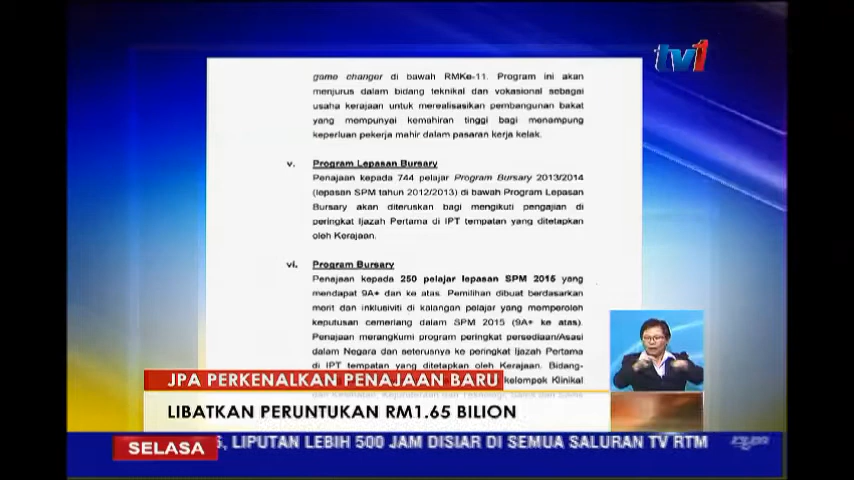 tv1
game changer di bawah RMKe-11. Program ini akan
menjurus dalam bidang teknikal dan vokasional sebagai
usaha kerajaan untuk merealisasikan pembangunan bakat
yang mempunyai kemahiran tinggi bagi menampung
keperluan pekerja mahir dalam pasaran kerja kelak.
v. Program Lepasan Bursary
Penajaan kepada 744 pelajar Program Bursary 2013/2014
(lepasan SPM tahun 2012/2013) di bawah Program Lepasan
Bursary akan diteruskan bagi mengikuti pengajian di
peringkat Ijazah Pertama di IPT tempatan yang ditetapkan
oleh Kerajaan.
vi. Program Bursary
Penajaan kepada 250 pelajar lepasan SPM 2015 yang
mendapat 9A+ dan ke atas. Pemilihan dibuat berdasarkan
merit dan inklusiviti di kalangan pelajar yang memperoleh
keputusan cemerlang dalam SPM 2015 (9A+ ke atas).
Penajaan merangkumi program peringkat persediaan/Asasi
dalam Negara dan seterusnya ke peringkat Ijazah Pertama
di IPT tempatan yang ditetapkan oleh Kerajaan. Bidang-
kelompok Klinikal
JPA PERKENALKAN PENAJAAN BARU
LIBATKAN PERUNTUKAN RM1.65 BILION
SELASA
, LIPUTAN LEBIH 500 JAM DISIAR DI SEMUA SALURAN TV RTM